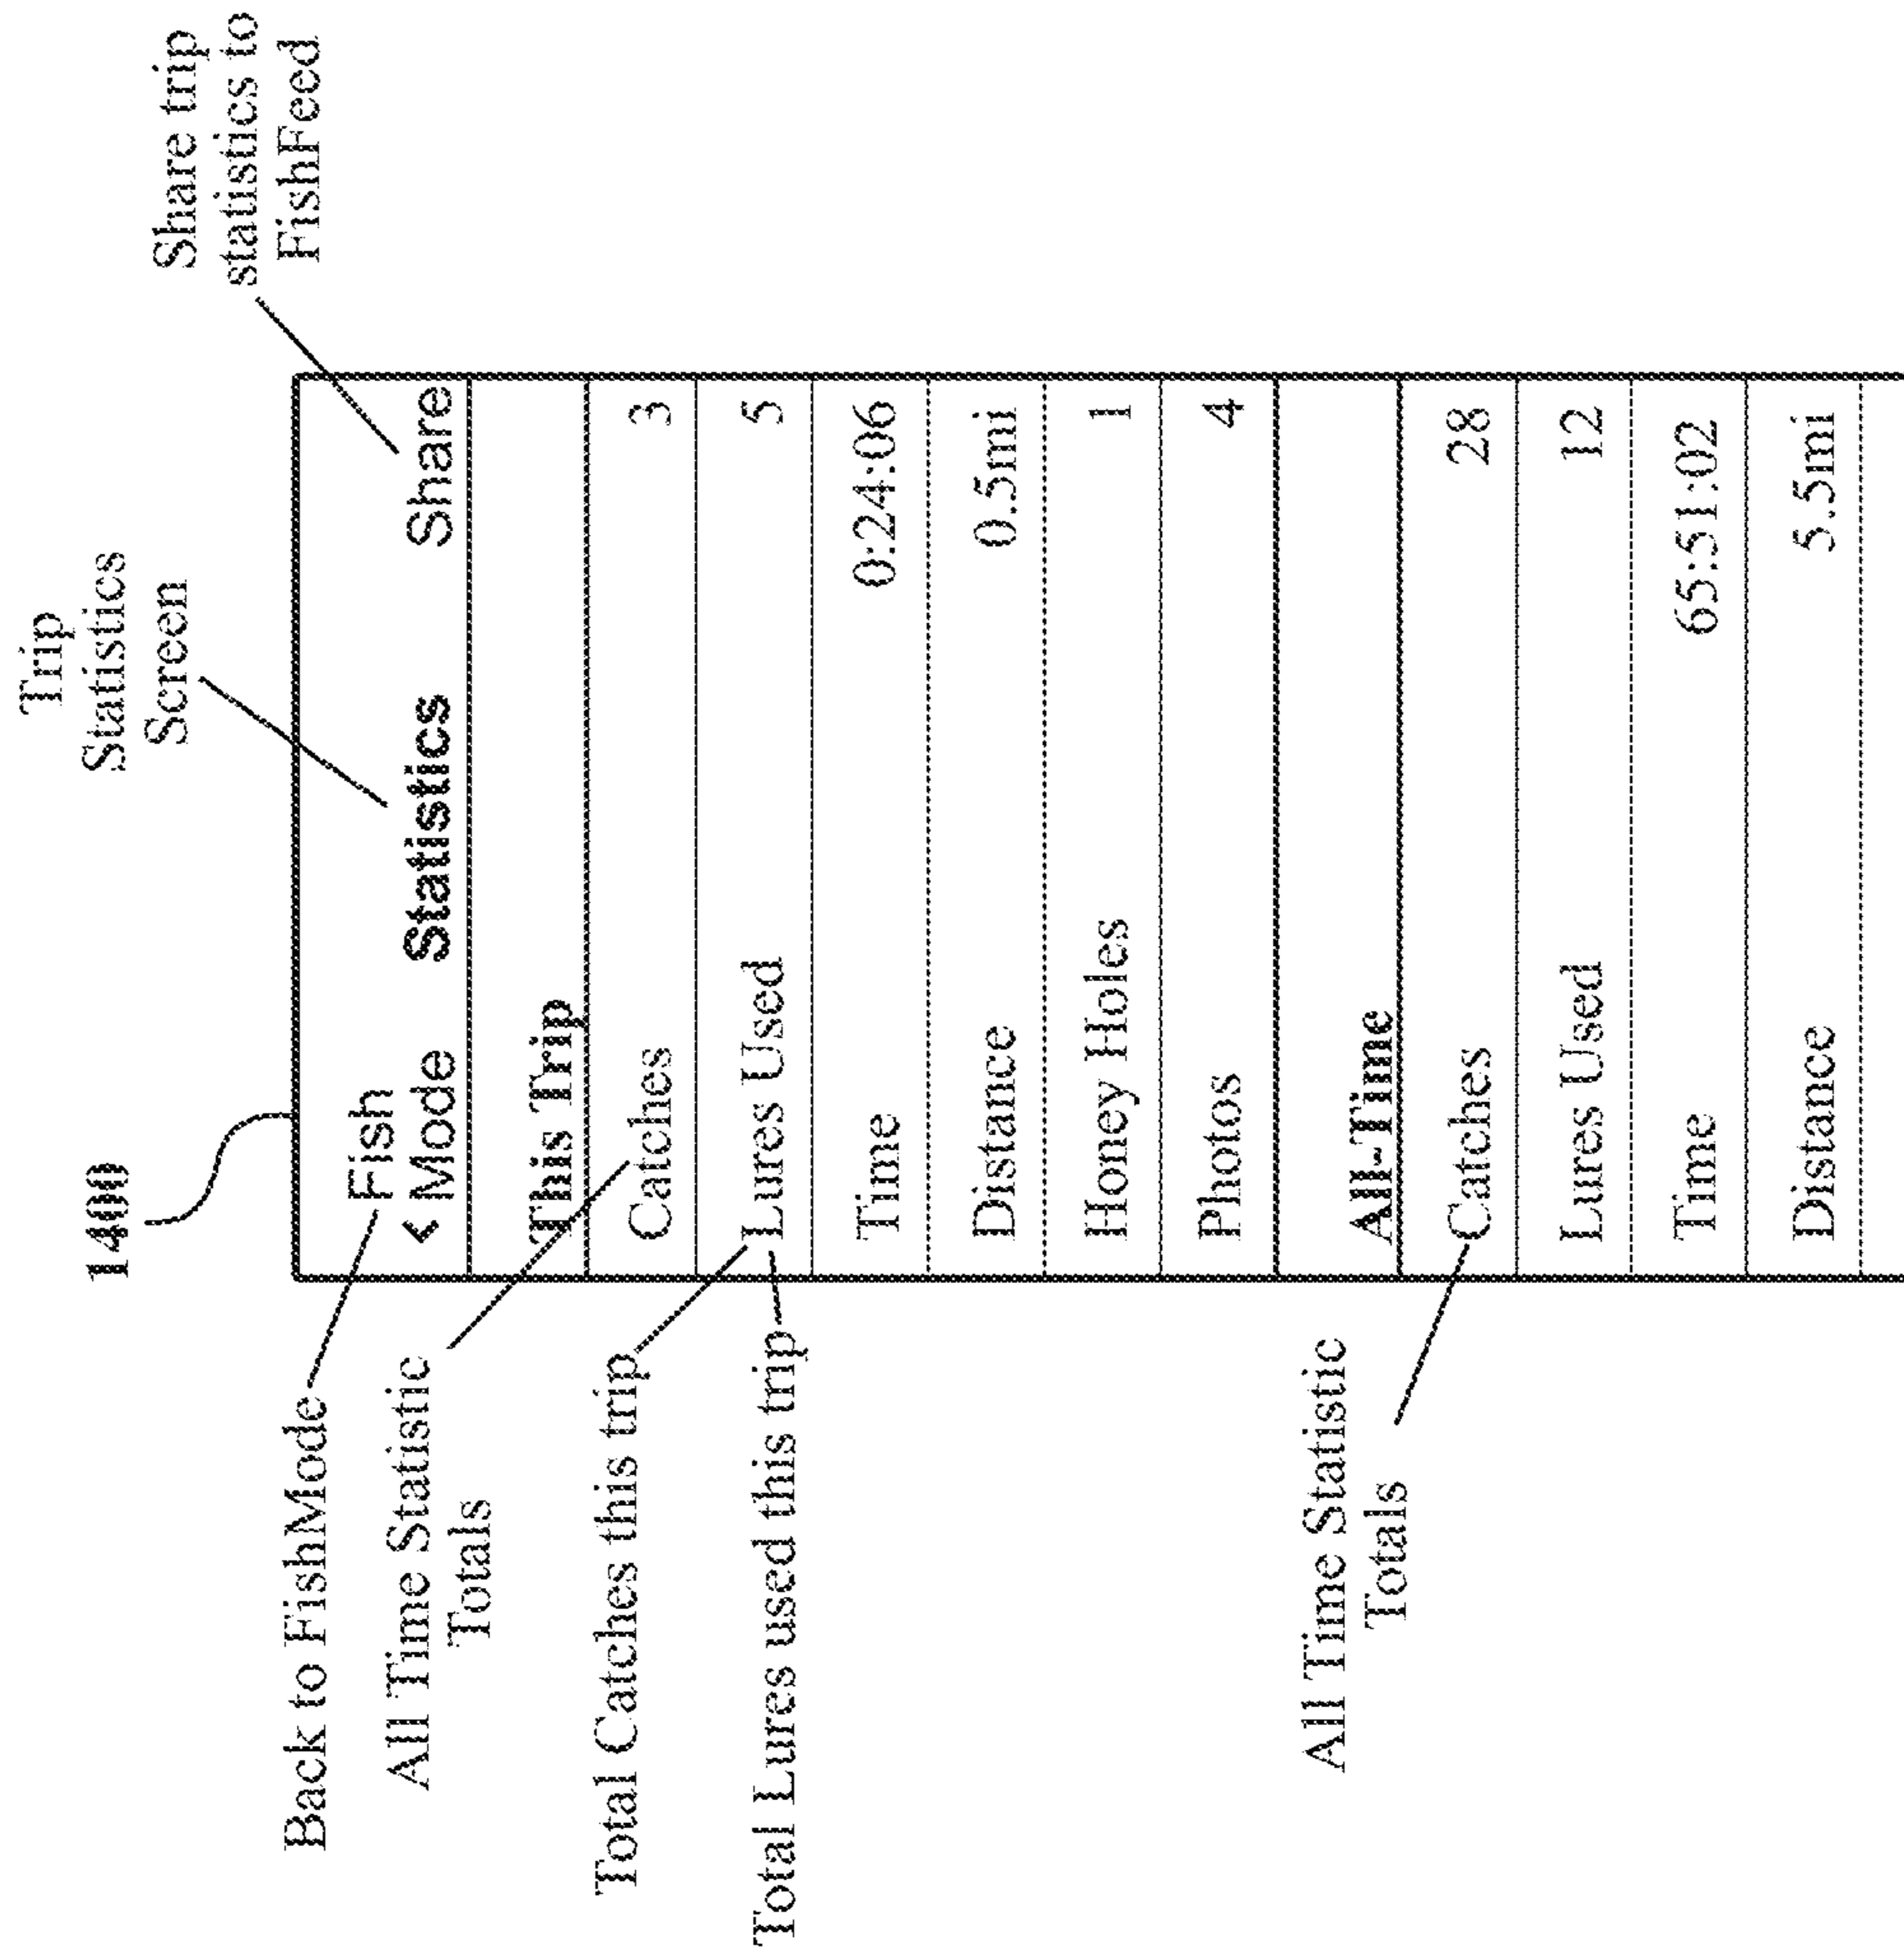 1400
Trip
Statistics
Screen
Share trip
statistics to
FishFeed
Back to FishMode
All Time Statistic
Totals
Total Catches this trip
Total Lures used this trip
All Time Statistic
Totals
Fish
< Mode Statistics Share
This Trip
Catches 3
Lures Used 5
Time 0:24:06
Distance 0.5mi
Honey Holes 1
Photos 4
All-Time
Catches 28
Lures Used 12
Time 65:51:02
Distance 5.5mi